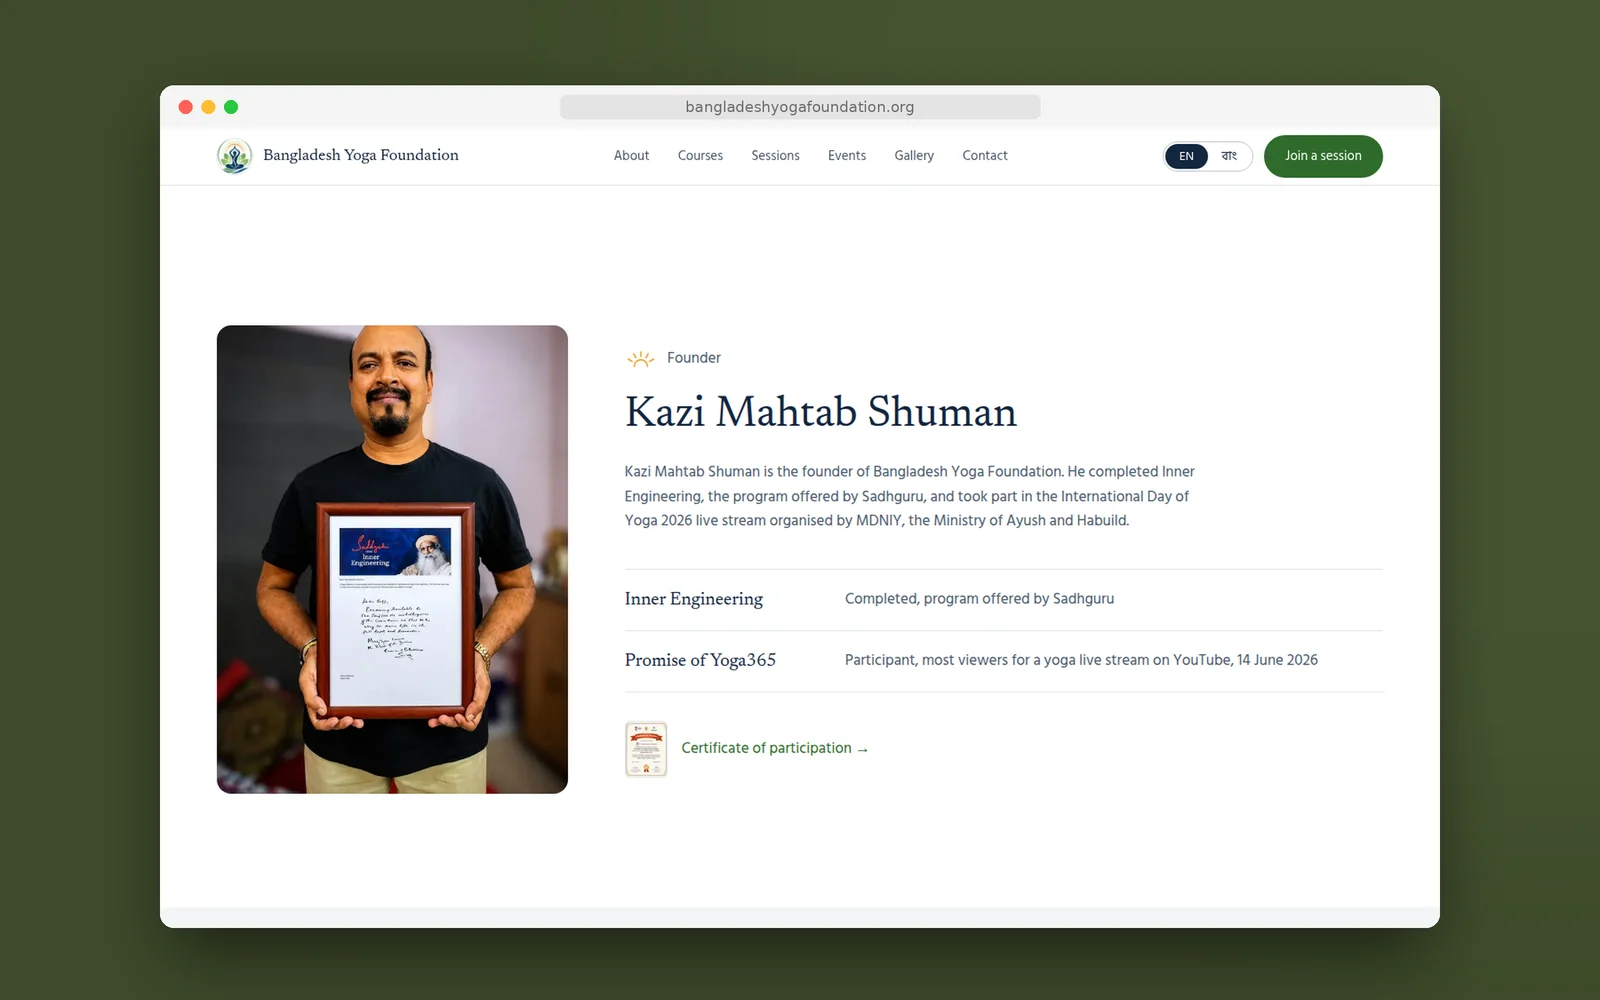 bangladeshyogafoundation.org
Bangladesh Yoga Foundation
About
Courses
Sessions
Events
Gallery
Contact
EN
বাং
Join a session
Founder
Kazi Mahtab Shuman
Kazi Mahtab Shuman is the founder of Bangladesh Yoga Foundation. He completed Inner
Engineering, the program offered by Sadhguru, and took part in the International Day of
Yoga 2026 live stream organised by MDNIY, the Ministry of Ayush and Habuild.
Sadhguru
Inner
Engineering
Inner Engineering
Completed, program offered by Sadhguru
Promise of Yoga365
Participant, most viewers for a yoga live stream on YouTube, 14 June 2026
Certificate of participation →